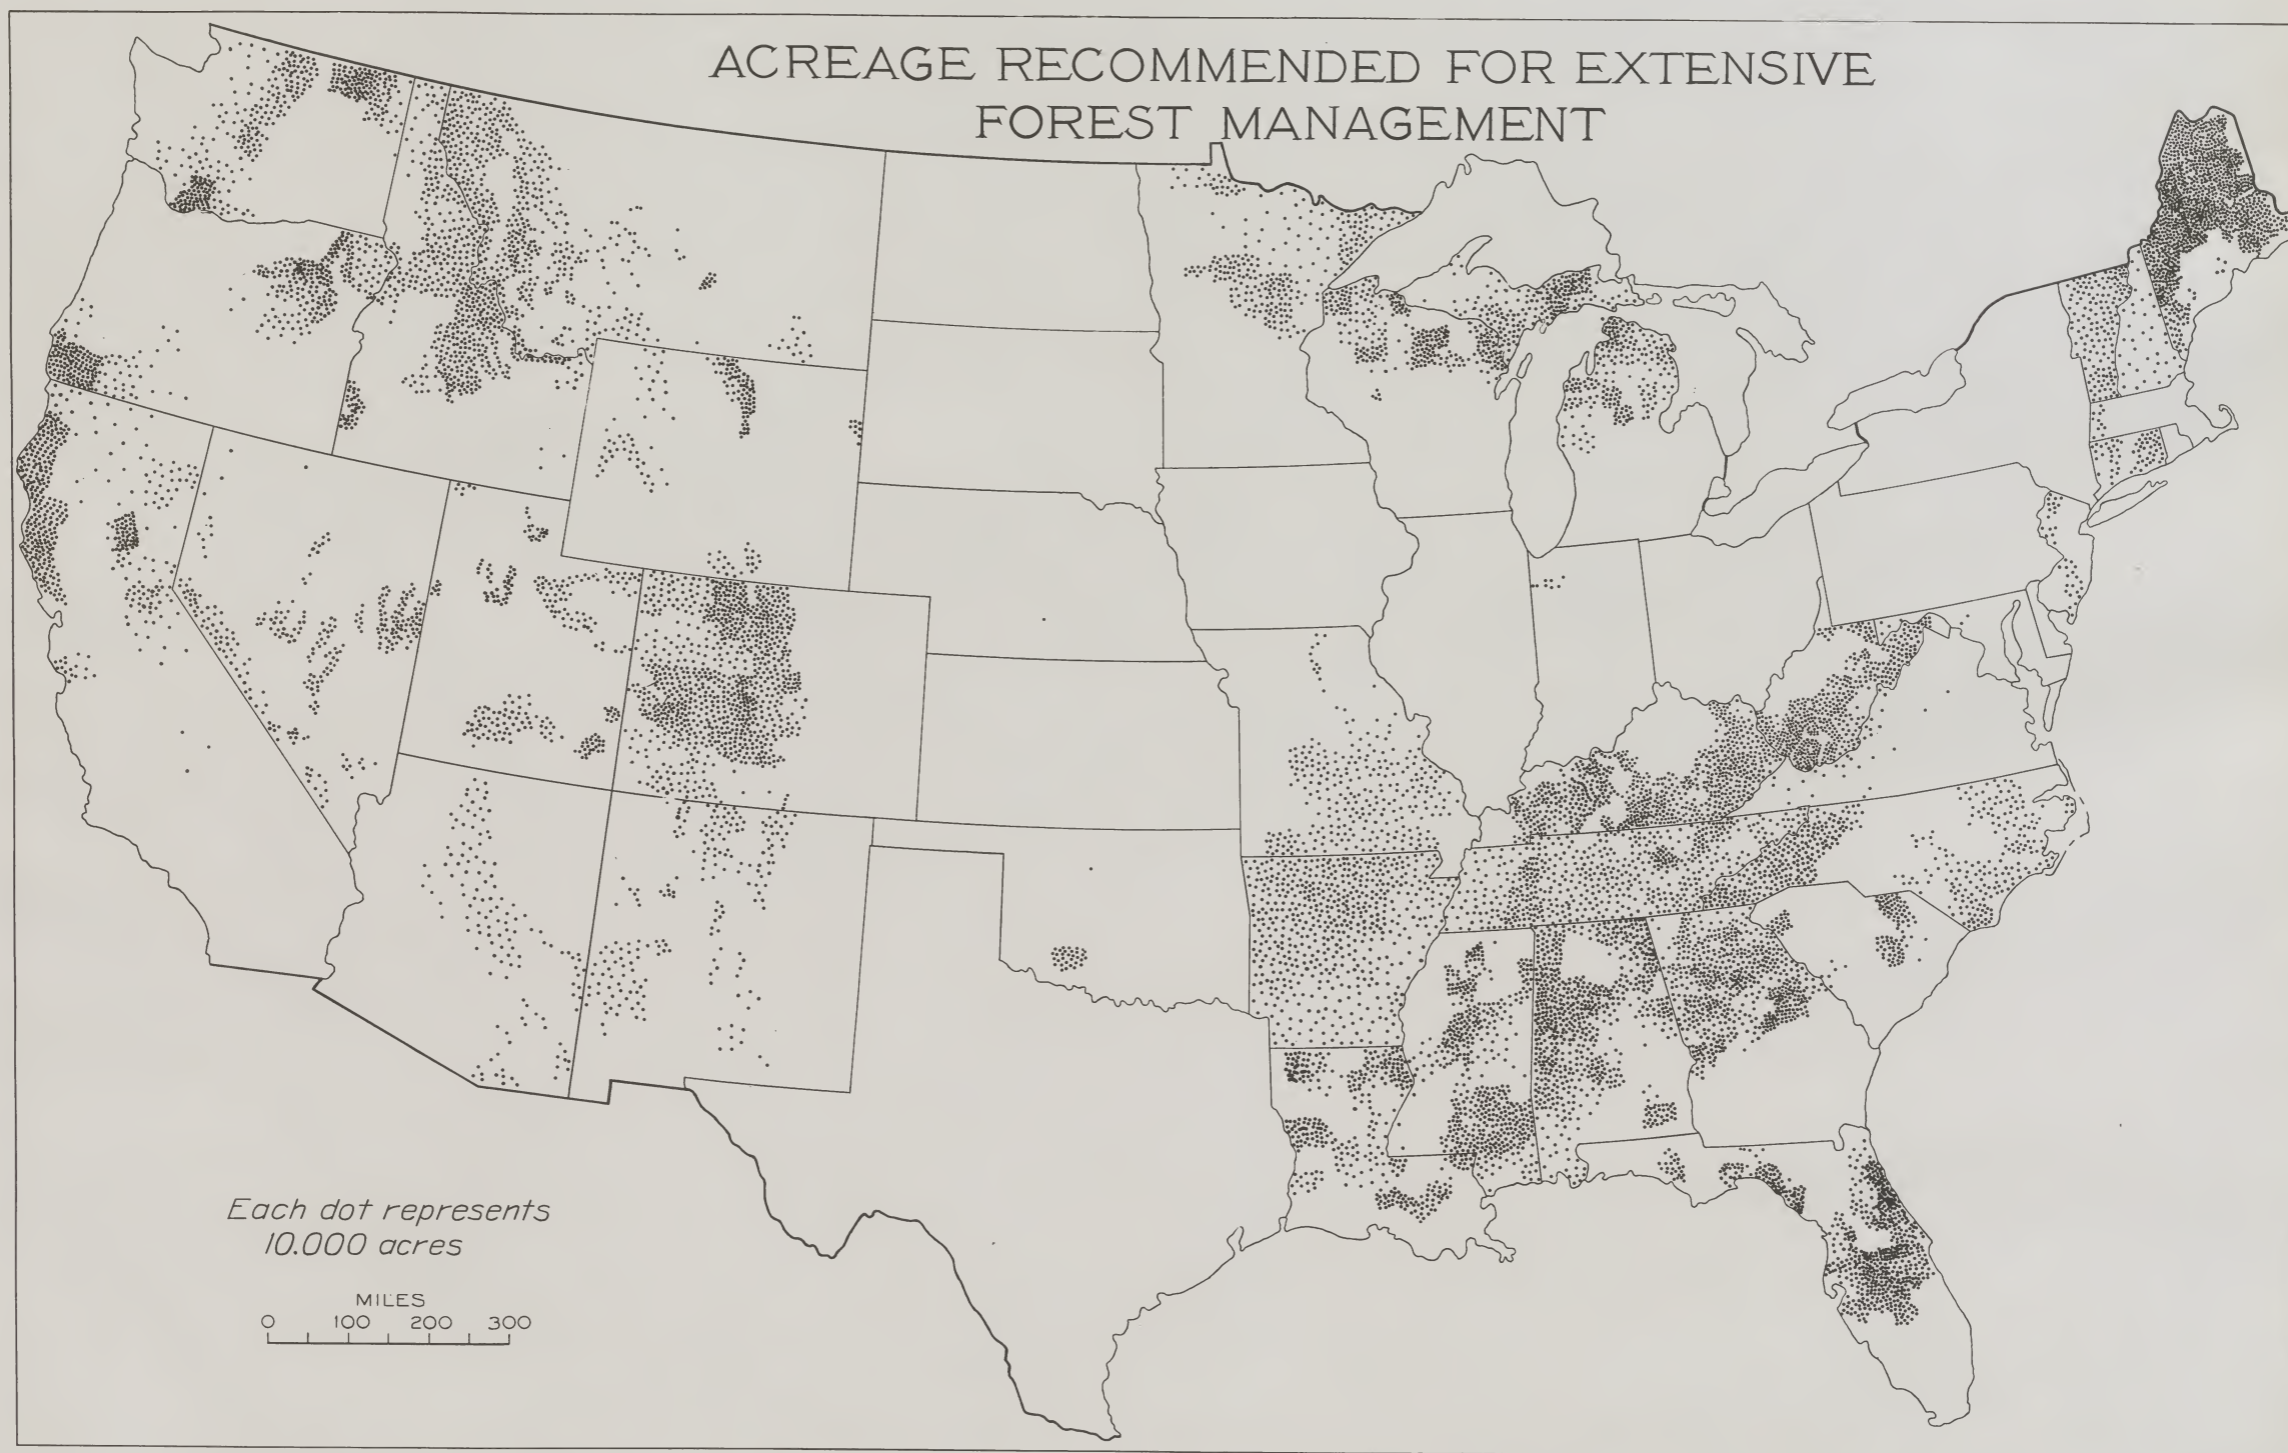 ACREAGE RECOMMENDED FOR EXTENSIVE
FOREST MANAGEMENT
Each dot represents
10.000 acres
MILES
0 100 200 300